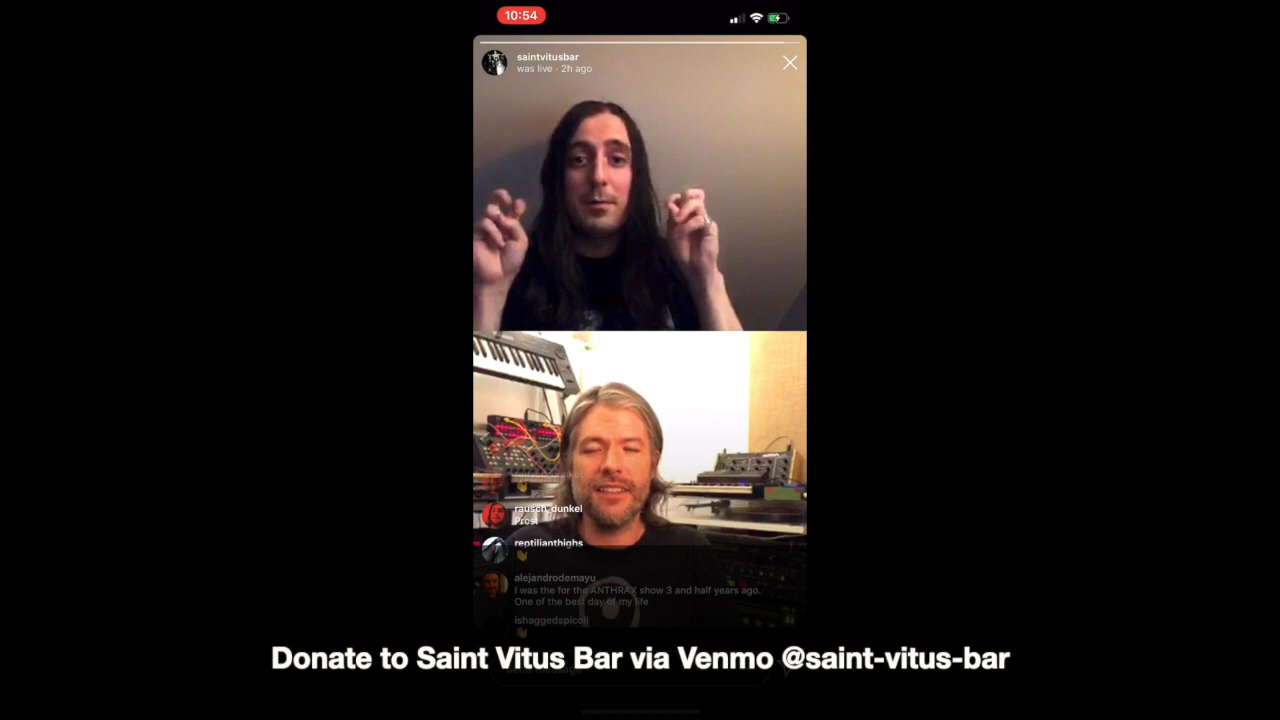 10:54
saintvitusbar
was live · 2h ago
rausch_dunkel
Prost
reptilianthighs
alejandrodemayu
I was the for the ANTHRAX show 3 and half years ago.
One of the best day of my life
ishaggedspicoli
Donate to Saint Vitus Bar via Venmo @saint-vitus-bar